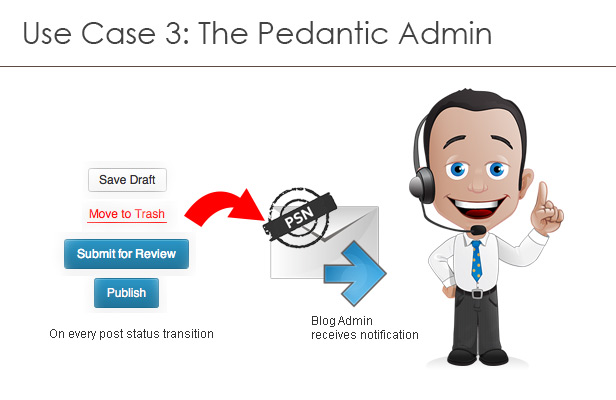 Use Case 3: The Pedantic Admin
Save Draft
Move to Trash
Submit for Review
Publish
On every post status transition
PSN
Blog Admin
receives notification